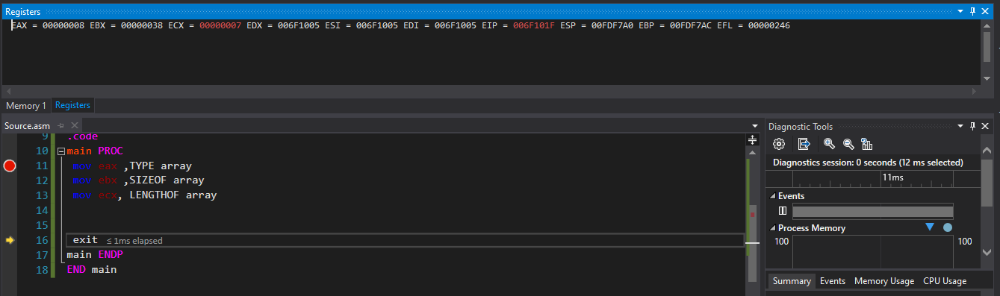 Registers
EAX = 00000008 EBX = 00000038 ECX = 00000007 EDX = 006F1005 ESI = 006F1005 EDI = 006F1005 EIP = 006F101F ESP = 00FDF7A0 EBP = 00FDF7AC EFL = 00000246
Memory 1 Registers
Source.asm
9 .code
10 main PROC
11 mov eax ,TYPE array
12 mov ebx ,SIZEOF array
13 mov ecx, LENGTHOF array
14
15
16 exit ≤ 1ms elapsed
17 main ENDP
18 END main
Diagnostic Tools
Diagnostics session: 0 seconds (12 ms selected)
11ms
Events
Process Memory
100 100
Summary Events Memory Usage CPU Usage